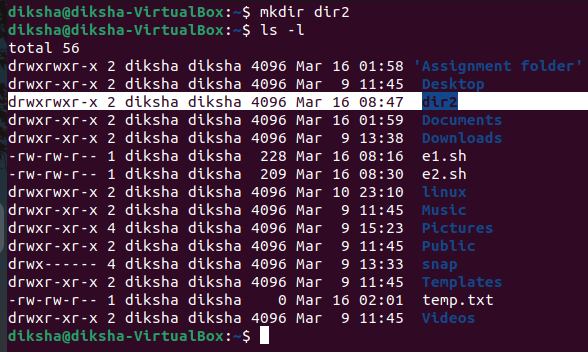 diksha@diksha-VirtualBox:~$ mkdir dir2
diksha@diksha-VirtualBox:~$ ls -l
total 56
drwxrwxr-x 2 diksha diksha 4096 Mar 16 01:58 'Assignment folder'
drwxr-xr-x 2 diksha diksha 4096 Mar  9 11:45  Desktop
drwxrwxr-x 2 diksha diksha 4096 Mar 16 08:47  dir2
drwxr-xr-x 2 diksha diksha 4096 Mar 16 01:59  Documents
drwxr-xr-x 2 diksha diksha 4096 Mar  9 13:38  Downloads
-rw-rw-r-- 1 diksha diksha  228 Mar 16 08:16  e1.sh
-rw-rw-r-- 1 diksha diksha  209 Mar 16 08:30  e2.sh
drwxrwxr-x 2 diksha diksha 4096 Mar 10 23:10  linux
drwxr-xr-x 2 diksha diksha 4096 Mar  9 11:45  Music
drwxr-xr-x 4 diksha diksha 4096 Mar  9 15:23  Pictures
drwxr-xr-x 2 diksha diksha 4096 Mar  9 11:45  Public
drwx------ 4 diksha diksha 4096 Mar  9 13:33  snap
drwxr-xr-x 2 diksha diksha 4096 Mar  9 11:45  Templates
-rw-rw-r-- 1 diksha diksha    0 Mar 16 02:01  temp.txt
drwxr-xr-x 2 diksha diksha 4096 Mar  9 11:45  Videos
diksha@diksha-VirtualBox:~$